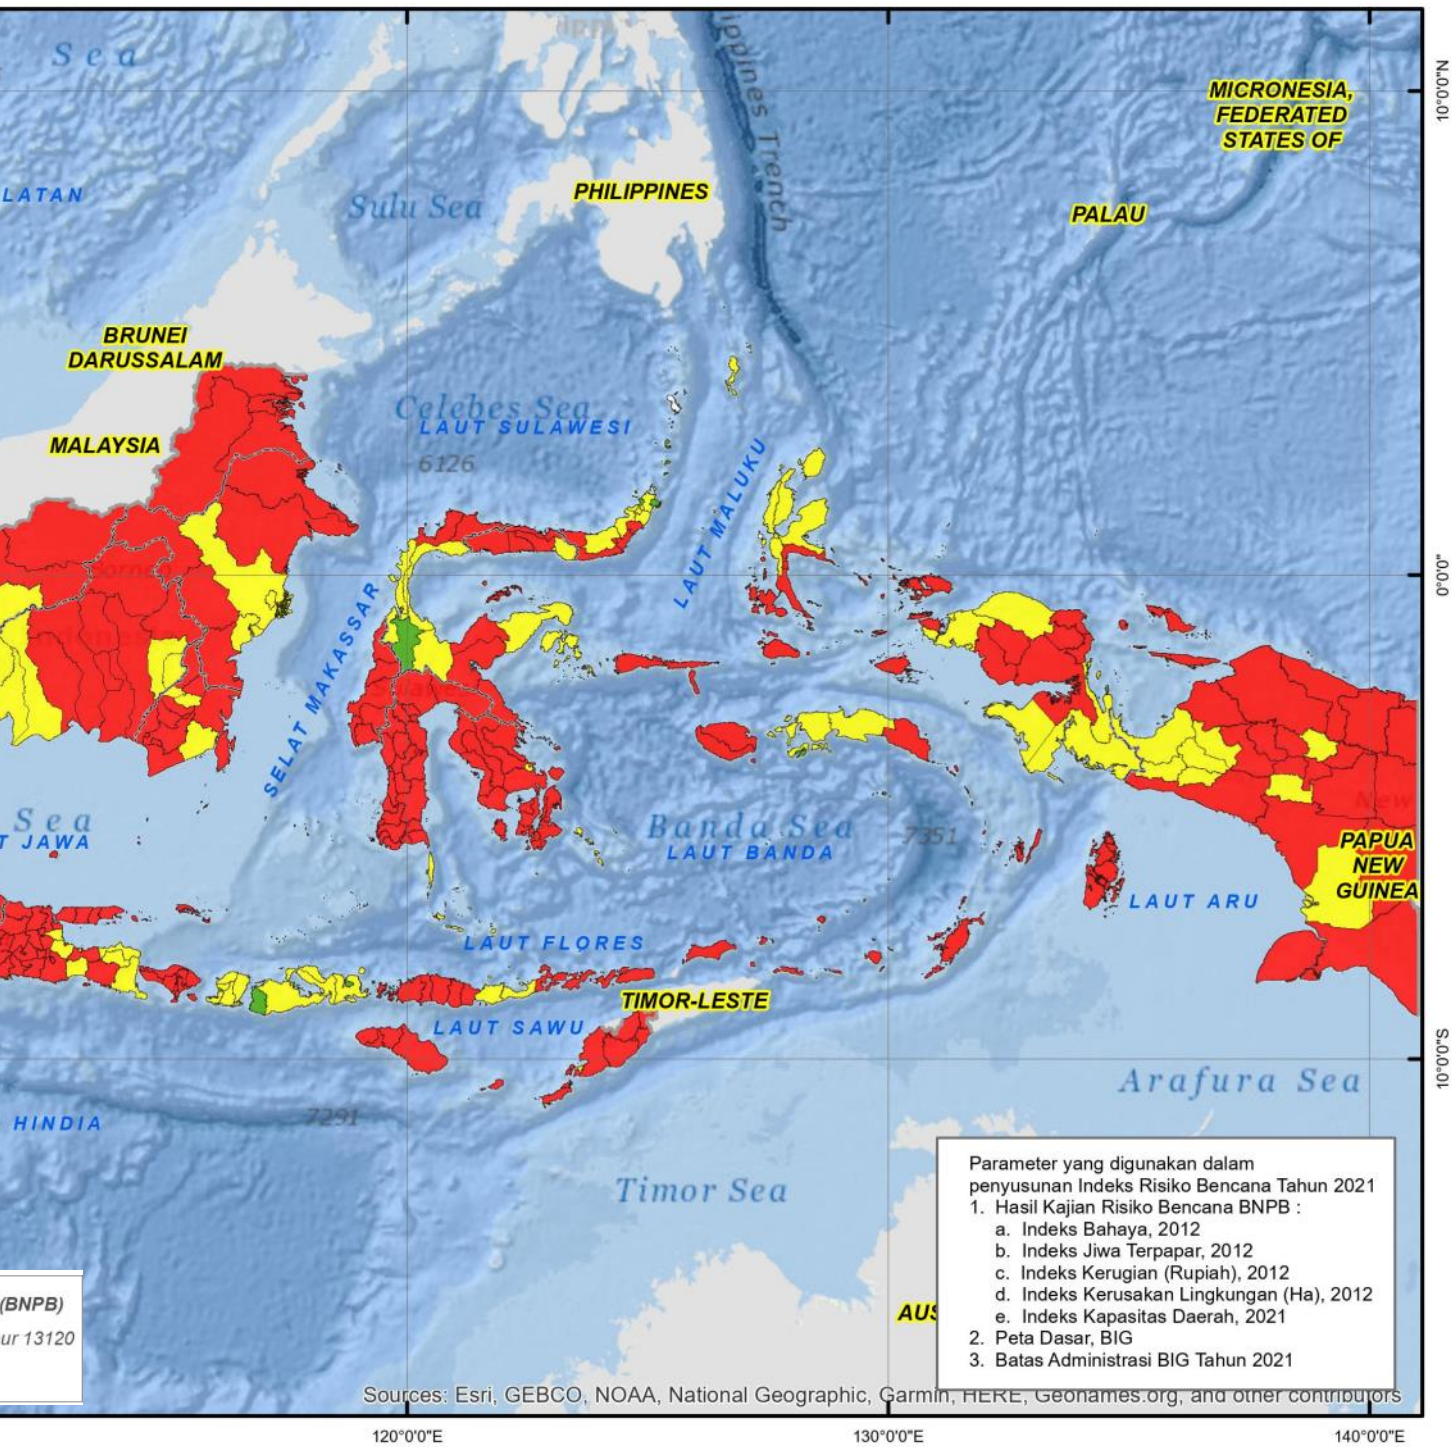 Sea
ippines Trench
10°0'0"N
MICRONESIA,
FEDERATED
STATES OF
LATAN
Sulu Sea
PHILIPPINES
PALAU
BRUNEI
DARUSSALAM
Celebes Sea
LAUT SULAWESI
MALAYSIA
6126
LAUT MALUKU
Borneo
0°0'0"
SELAT MAKASSAR
Sea
T JAWA
Banda Sea
LAUT BANDA
7351
New
PAPUA
NEW
GUINEA
LAUT ARU
LAUT FLORES
TIMOR-LESTE
LAUT SAWU
10°0'0"S
Arafura Sea
HINDIA
7291
Timor Sea
Parameter yang digunakan dalam
penyusunan Indeks Risiko Bencana Tahun 2021
1. Hasil Kajian Risiko Bencana BNPB :
a. Indeks Bahaya, 2012
b. Indeks Jiwa Terpapar, 2012
c. Indeks Kerugian (Rupiah), 2012
d. Indeks Kerusakan Lingkungan (Ha), 2012
e. Indeks Kapasitas Daerah, 2021
2. Peta Dasar, BIG
3. Batas Administrasi BIG Tahun 2021
(BNPB)
ur 13120
AUS
Sources: Esri, GEBCO, NOAA, National Geographic, Garmin, HERE, Geonames.org, and other contributors
120°0'0"E
130°0'0"E
140°0'0"E